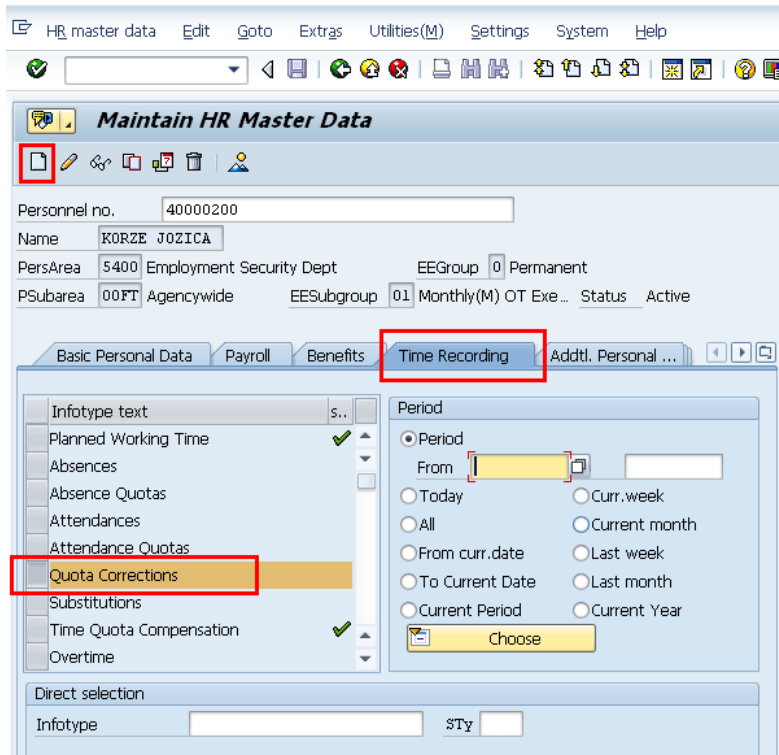 HR master data Edit Goto Extras Utilities(M) Settings System Help
Maintain HR Master Data
Personnel no. 40000200
Name KORZE JOZICA
PersArea 5400 Employment Security Dept EEGroup 0 Permanent
PSubarea 00FT Agencywide EESubgroup 01 Monthly(M) OT Exe... Status Active
Basic Personal Data Payroll Benefits Time Recording Addtl. Personal ...
Infotype text s..
Planned Working Time
Absences
Absence Quotas
Attendances
Attendance Quotas
Quota Corrections
Substitutions
Time Quota Compensation
Overtime
Period
Period
From
Today Curr.week
All Current month
From curr.date Last week
To Current Date Last month
Current Period Current Year
Choose
Direct selection
Infotype STy